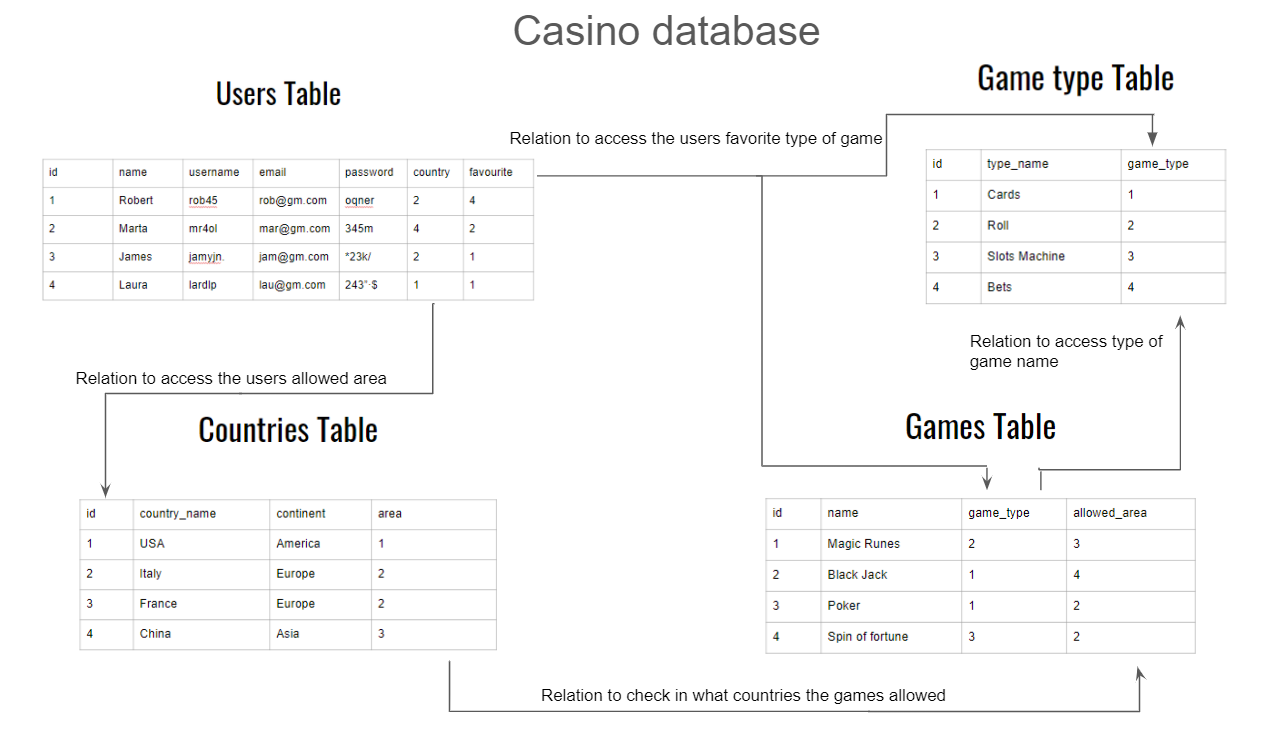 Casino database
Users Table
Game type Table
Relation to access the users favorite type of game
id name username email password country favourite
1 Robert rob45 rob@gm.com oqner 2 4
2 Marta mr4ol mar@gm.com 345m 4 2
3 James jamyjn. jam@gm.com *23k/ 2 1
4 Laura lardlp lau@gm.com 243"·$ 1 1
id type_name game_type
1 Cards 1
2 Roll 2
3 Slots Machine 3
4 Bets 4
Relation to access type of
game name
Relation to access the users allowed area
Countries Table
Games Table
id country_name continent area
1 USA America 1
2 Italy Europe 2
3 France Europe 2
4 China Asia 3
id name game_type allowed_area
1 Magic Runes 2 3
2 Black Jack 1 4
3 Poker 1 2
4 Spin of fortune 3 2
Relation to check in what countries the games allowed